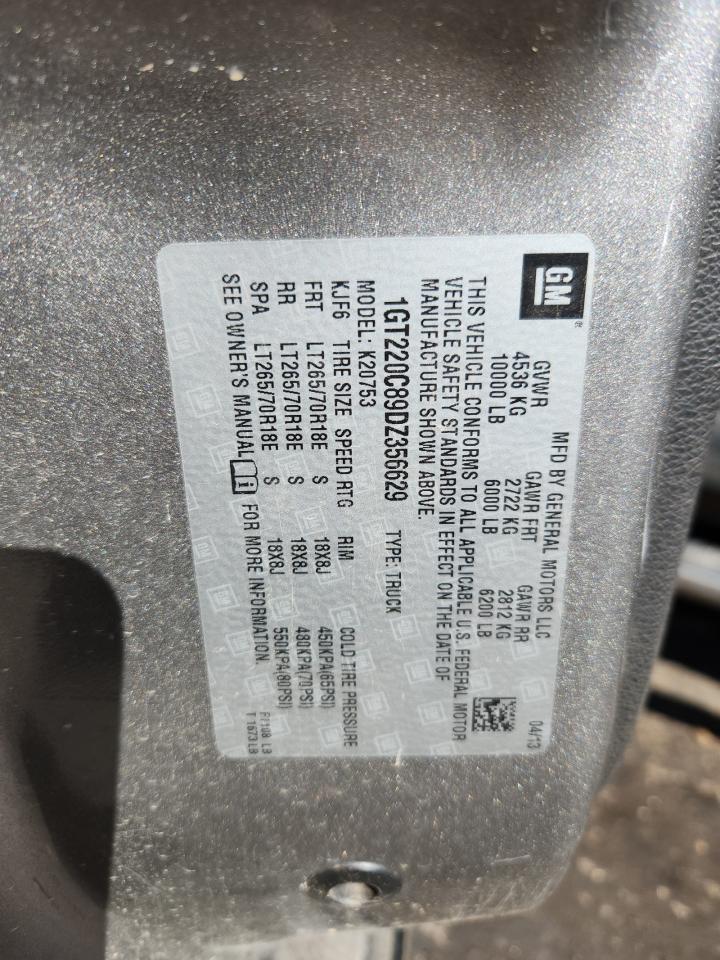 GM®
MFD BY GENERAL MOTORS LLC 04/13
GVWR GAWR FRT GAWR RR
4536 KG 2722 KG 2812 KG
10000 LB 6000 LB 6200 LB
THIS VEHICLE CONFORMS TO ALL APPLICABLE U.S. FEDERAL MOTOR
VEHICLE SAFETY STANDARDS IN EFFECT ON THE DATE OF
MANUFACTURE SHOWN ABOVE.
1GT220C89DZ356629 TYPE: TRUCK
MODEL: K20753
KJF6 TIRE SIZE SPEED RTG RIM COLD TIRE PRESSURE
FRT LT265/70R18E S 18X8J 450KPA(65PSI)
RR LT265/70R18E S 18X8J 480KPA(70PSI)
SPA LT265/70R18E S 18X8J 550KPA(80PSI)
SEE OWNER'S MANUAL i FOR MORE INFORMATION.
T 1673 LB